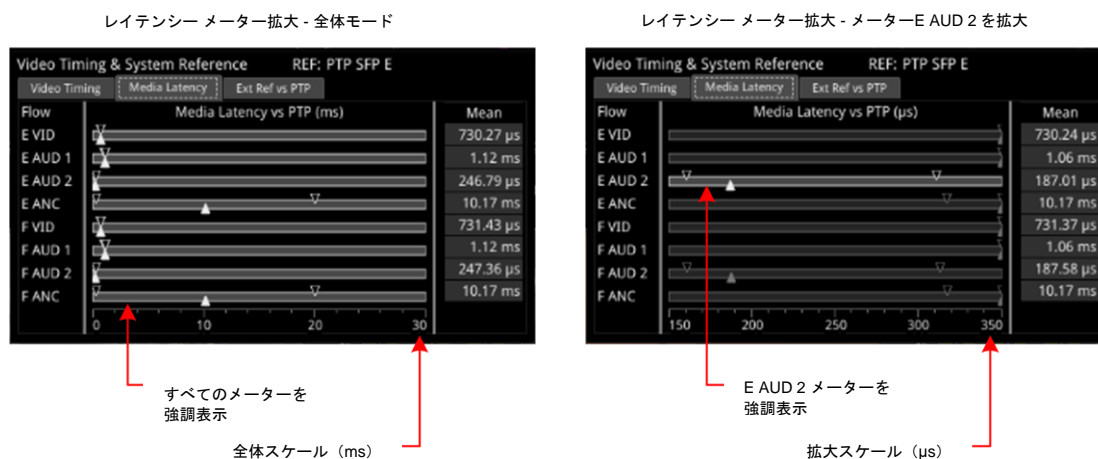 レイテンシー メーター拡大 - 全体モード
Video Timing & System Reference REF: PTP SFP E
Video Timing Media Latency Ext Ref vs PTP
Flow Media Latency vs PTP (ms) Mean
E VID 730.27 µs
E AUD 1 1.12 ms
E AUD 2 246.79 µs
E ANC 10.17 ms
F VID 731.43 µs
F AUD 1 1.12 ms
F AUD 2 247.36 µs
F ANC 10.17 ms
0 10 20 30
すべてのメーターを
強調表示
全体スケール（ms）
レイテンシー メーター拡大 - メーターE AUD 2 を拡大
Video Timing & System Reference REF: PTP SFP E
Video Timing Media Latency Ext Ref vs PTP
Flow Media Latency vs PTP (µs) Mean
E VID 730.24 µs
E AUD 1 1.06 ms
E AUD 2 187.01 µs
E ANC 10.17 ms
F VID 731.37 µs
F AUD 1 1.06 ms
F AUD 2 187.58 µs
F ANC 10.17 ms
150 200 250 300 350
E AUD 2 メーターを
強調表示
拡大スケール（µs）